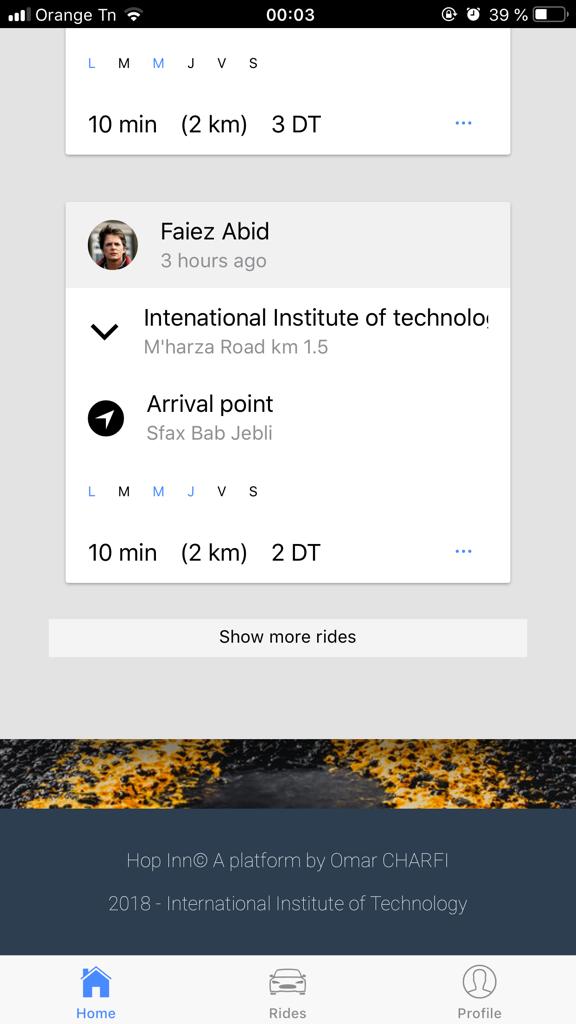 Orange Tn 00:03 39 %
L M M J V S
10 min (2 km) 3 DT
Faiez Abid
3 hours ago
Intenational Institute of technolo
M'harza Road km 1.5
Arrival point
Sfax Bab Jebli
L M M J V S
10 min (2 km) 2 DT
Show more rides
Hop Inn© A platform by Omar CHARFI
2018 - International Institute of Technology
Home Rides Profile